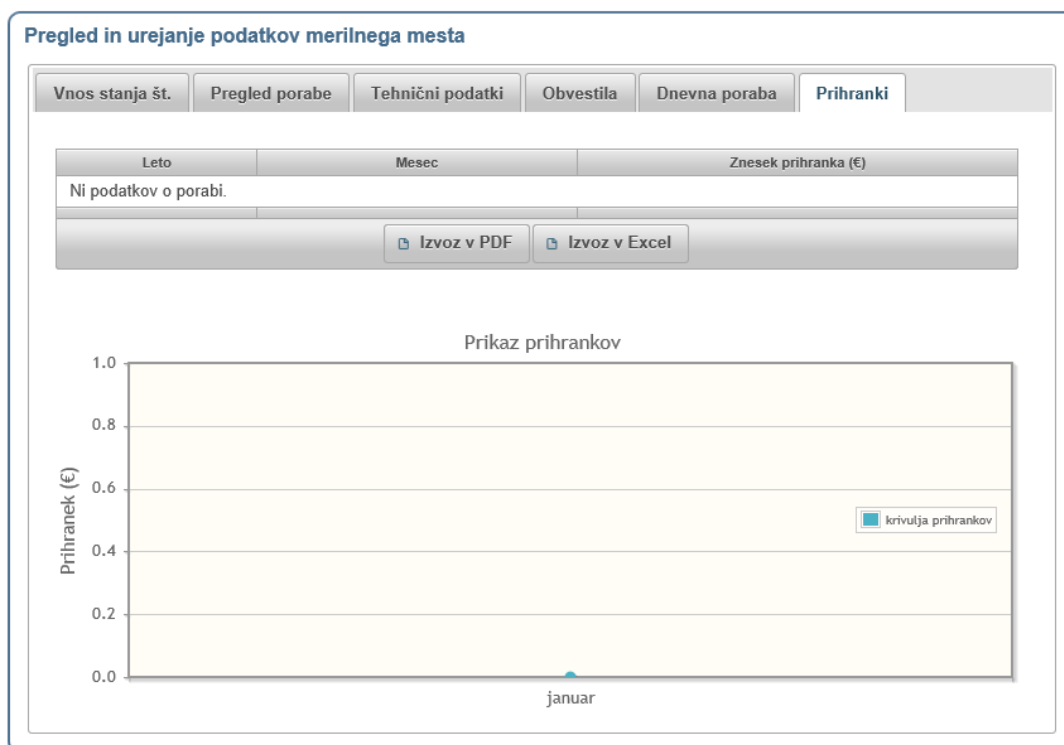 Pregled in urejanje podatkov merilnega mesta
Vnos stanja št. Pregled porabe Tehnični podatki Obvestila Dnevna poraba Prihranki
Leto Mesec Znesek prihranka (€)
Ni podatkov o porabi.
Izvoz v PDF Izvoz v Excel
Prikaz prihrankov
1.0
0.8
0.6
0.4
0.2
0.0
Prihranek (€)
krivulja prihrankov
januar